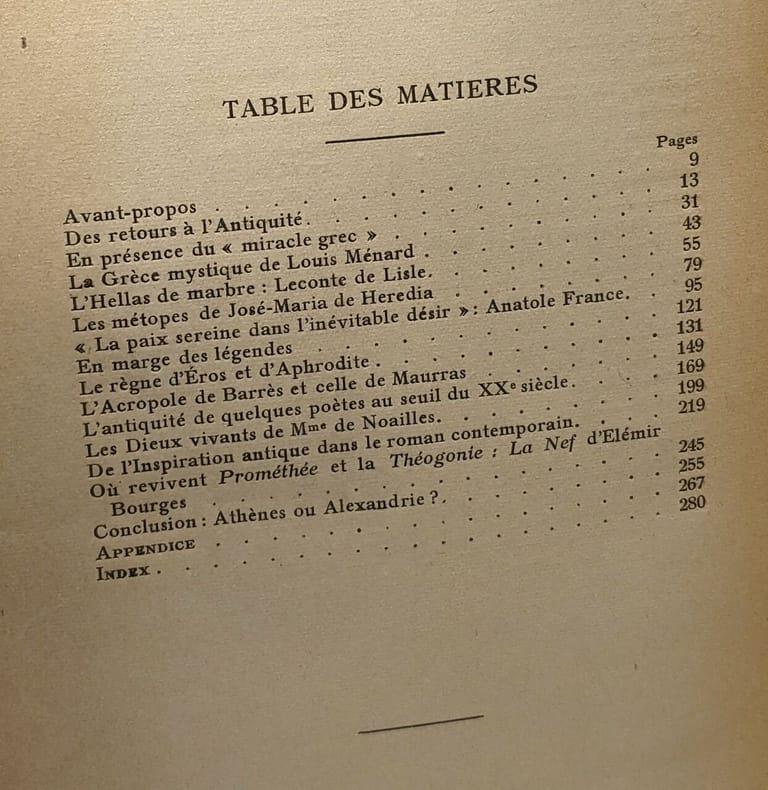 TABLE DES MATIERES
Pages
Avant-propos . . . . . . . . . . . . . 9
Des retours à l'Antiquité . . . . . . . . . . 13
En présence du « miracle grec » . . . . . . . . 31
La Grèce mystique de Louis Ménard . . . . . . . 43
L'Hellas de marbre : Leconte de Lisle. . . . . . . 55
Les métopes de José-Maria de Heredia . . . . . . 79
« La paix sereine dans l'inévitable désir » : Anatole France. . 95
En marge des légendes . . . . . . . . . . 121
Le règne d'Éros et d'Aphrodite . . . . . . . . 131
L'Acropole de Barrès et celle de Maurras . . . . . 149
L'antiquité de quelques poètes au seuil du XXe siècle. . . 169
Les Dieux vivants de Mme de Noailles. . . . . . . 199
De l'Inspiration antique dans le roman contemporain. . . 219
Où revivent Prométhée et la Théogonie : La Nef d'Elémir
Bourges . . . . . . . . . . . . . 245
Conclusion : Athènes ou Alexandrie ?. . . . . . . 255
APPENDICE . . . . . . . . . . . . . 267
INDEX . . . . . . . . . . . . . . 280